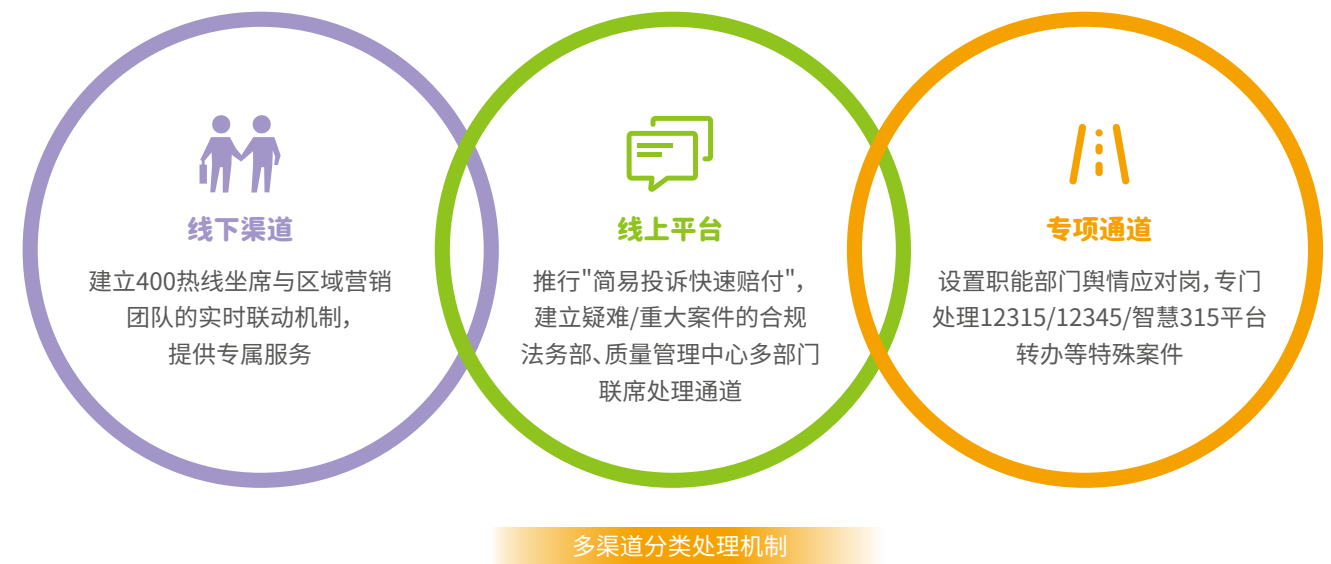 线下渠道
建立400热线坐席与区域营销
团队的实时联动机制,
提供专属服务
线上平台
推行"简易投诉快速赔付",
建立疑难/重大案件的合规
法务部、质量管理中心多部门
联席处理通道
专项通道
设置职能部门舆情应对岗,专门
处理12315/12345/智慧315平台
转办等特殊案件
多渠道分类处理机制